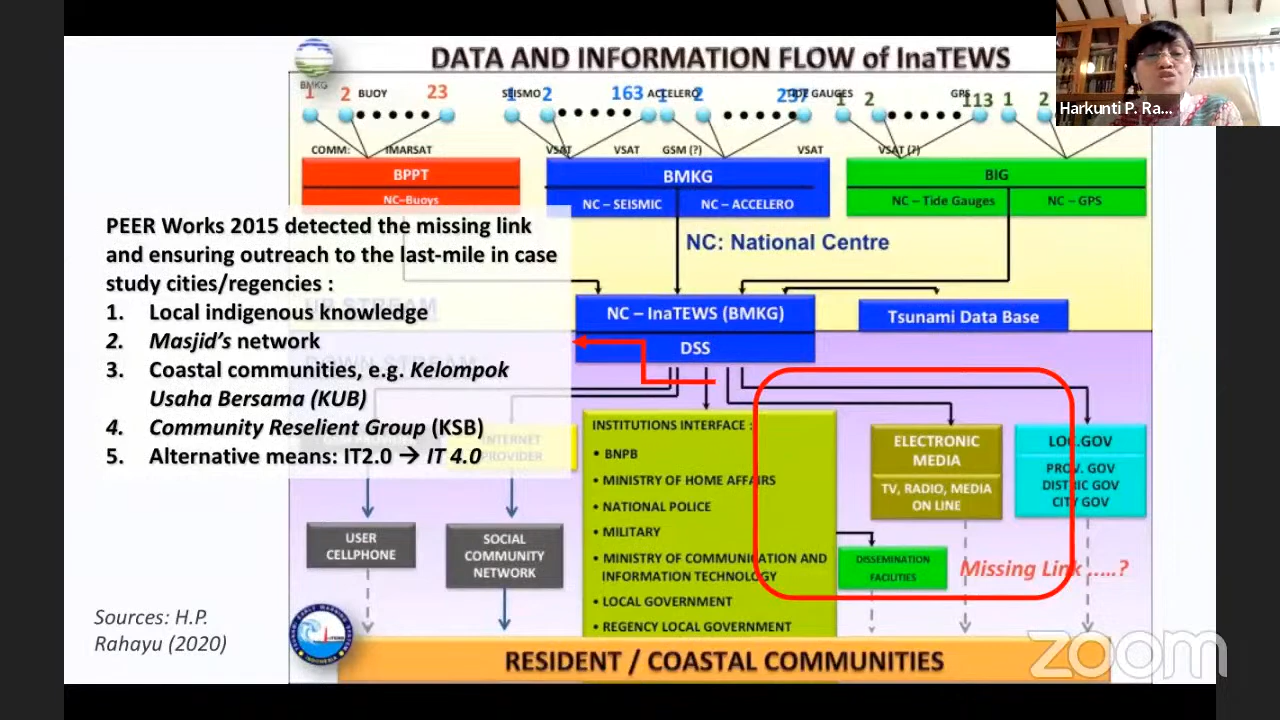 DATA AND INFORMATION FLOW of InaTEWS
Harkunti P. Ra...
BMKG
BUOY
SEISMO
ACCELERO
TIDE GAUGES
GPS
1 2 23 1 2 163 1 2 237 1 2 113 1 2
COMM: IMARSAT VSAT VSAT GSM (?) VSAT VSAT (?)
BPPT
NC–Buoys
BMKG
NC – SEISMIC NC – ACCELERO
BIG
NC – Tide Gauges NC – GPS
NC: National Centre
PEER Works 2015 detected the missing link
and ensuring outreach to the last-mile in case
study cities/regencies :
1. Local indigenous knowledge
2. Masjid’s network
3. Coastal communities, e.g. Kelompok
Usaha Bersama (KUB)
4. Community Reselient Group (KSB)
5. Alternative means: IT2.0 → IT 4.0
UP STREAM
DOWN STREAM
NC – InaTEWS (BMKG)
DSS
Tsunami Data Base
INTERNET
PROVIDER
INSTITUTIONS INTERFACE :
• BNPB
• MINISTRY OF HOME AFFAIRS
• NATIONAL POLICE
• MILITARY
• MINISTRY OF COMMUNICATION AND
INFORMATION TECHNOLOGY
• LOCAL GOVERNMENT
• REGENCY LOCAL GOVERNMENT
ELECTRONIC
MEDIA
TV, RADIO, MEDIA
ON LINE
LOC.GOV
PROV. GOV
DISTRIC GOV
CITY GOV
USER
CELLPHONE
SOCIAL
COMMUNITY
NETWORK
DISSEMINATION
FACILITIES
Missing Link .....?
Sources: H.P.
Rahayu (2020)
RESIDENT / COASTAL COMMUNITIES
zoom